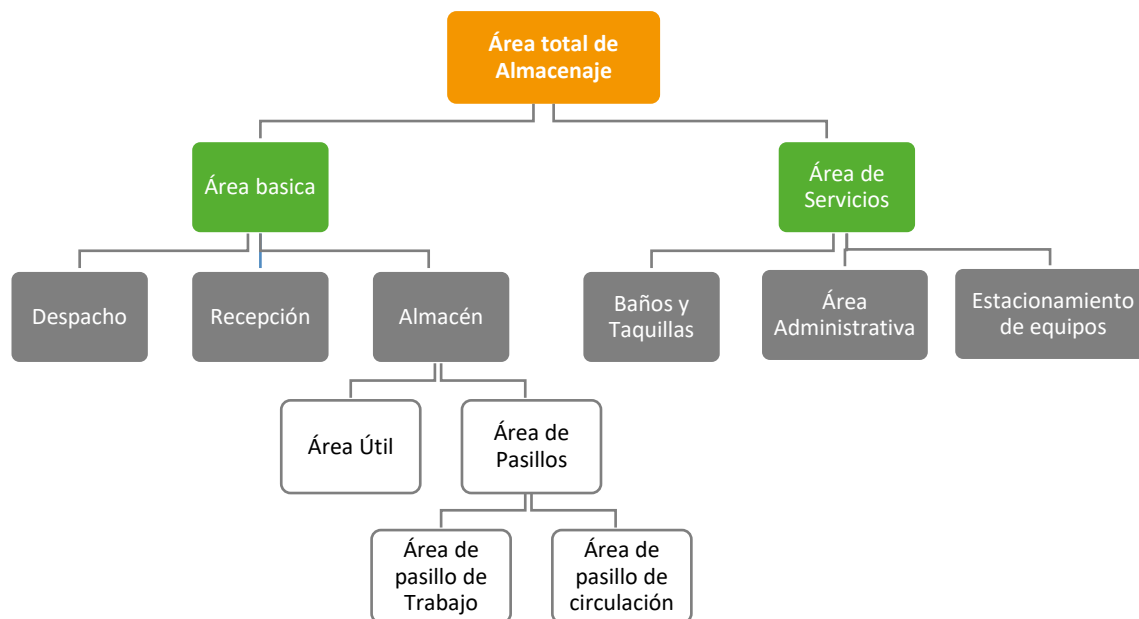 Área total de
Almacenaje
Área basica
Área de
Servicios
Despacho
Recepción
Almacén
Baños y
Taquillas
Área
Administrativa
Estacionamiento
de equipos
Área Útil
Área de
Pasillos
Área de
pasillo de
Trabajo
Área de
pasillo de
circulación